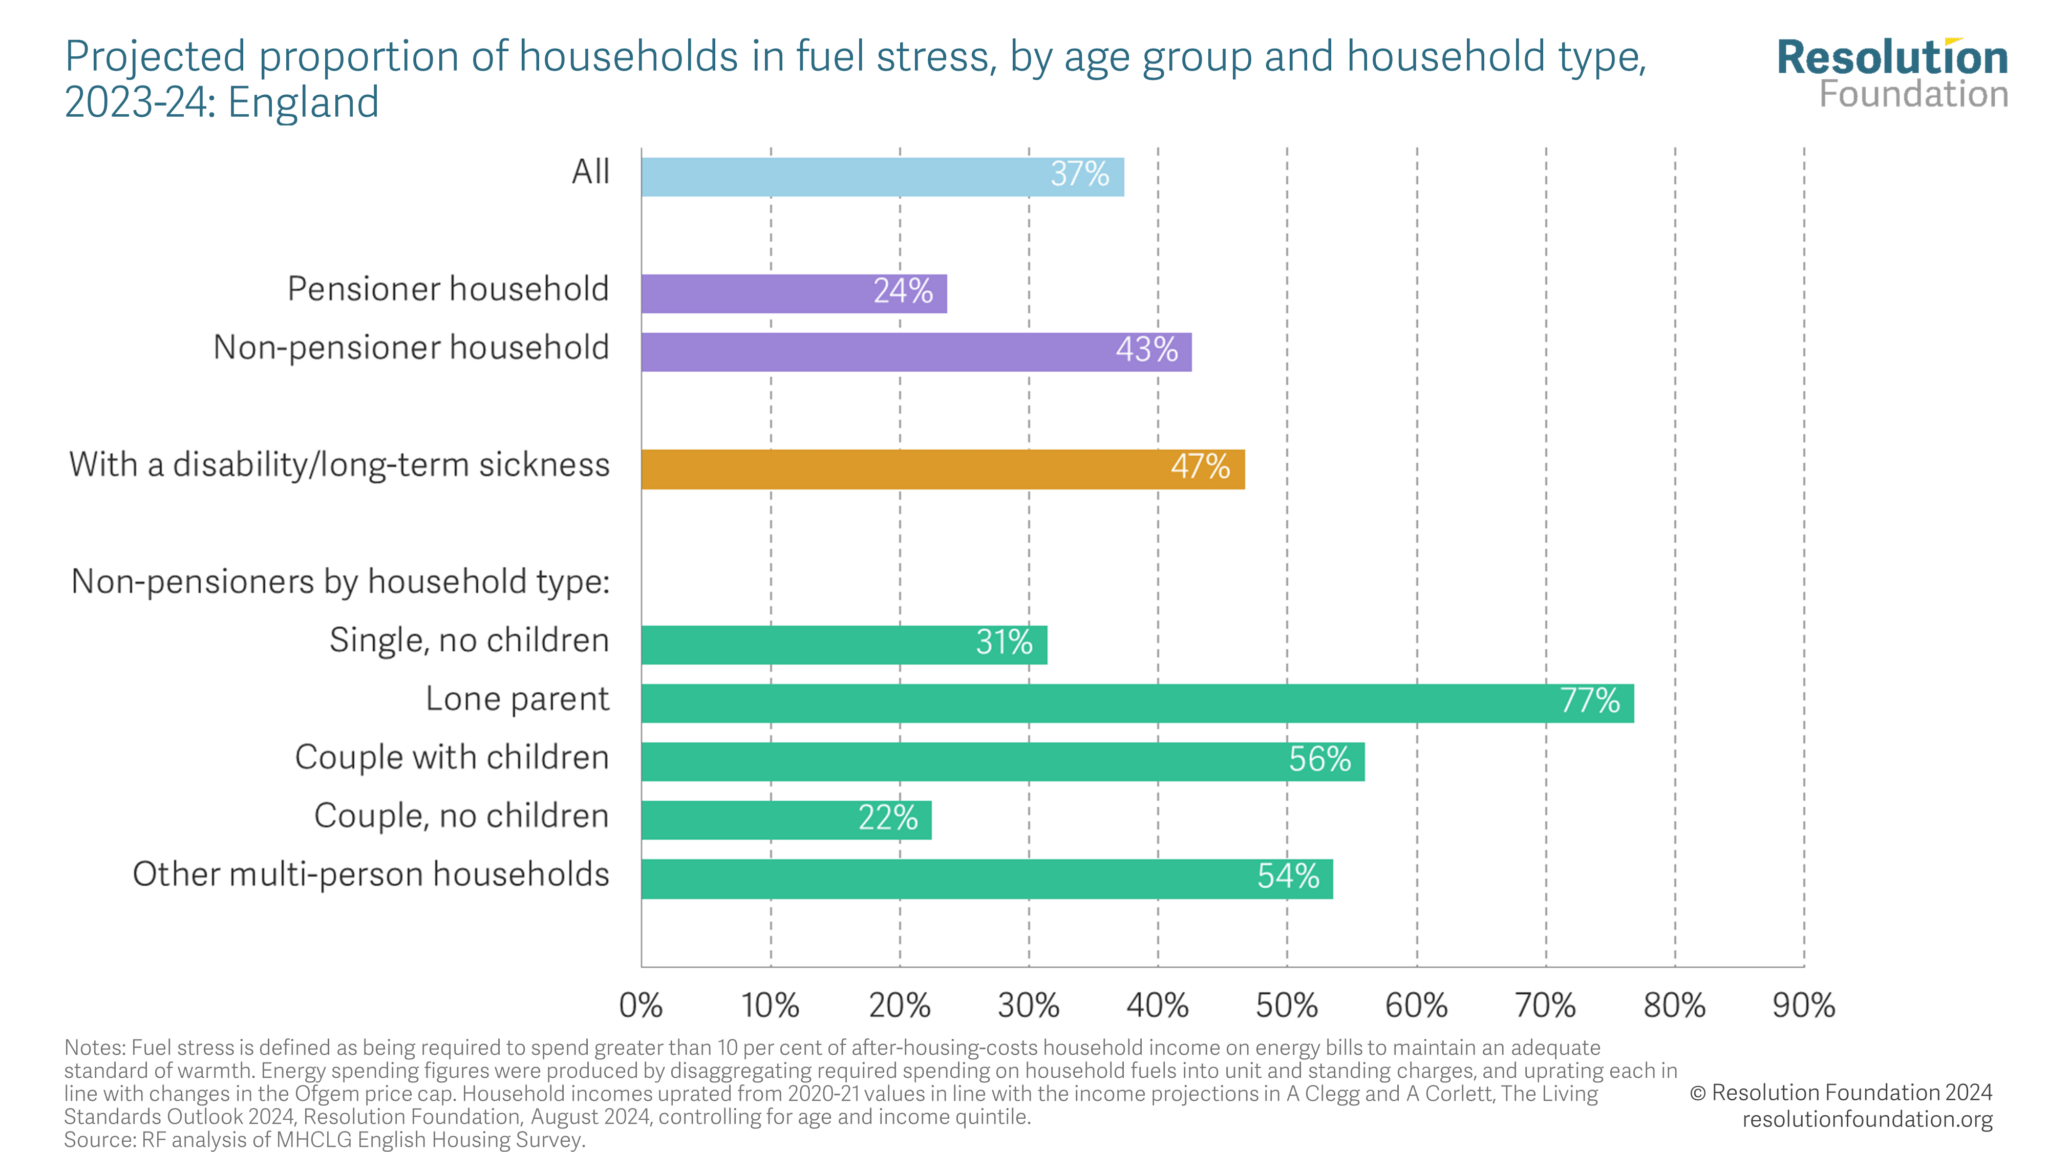 Projected proportion of households in fuel stress, by age group and household type,
2023-24: England
Resolution
Foundation
All
37%
Pensioner household
24%
Non-pensioner household
43%
With a disability/long-term sickness
47%
Non-pensioners by household type:
Single, no children
31%
Lone parent
77%
Couple with children
56%
Couple, no children
22%
Other multi-person households
54%
0% 10% 20% 30% 40% 50% 60% 70% 80% 90%
Notes: Fuel stress is defined as being required to spend greater than 10 per cent of after-housing-costs household income on energy bills to maintain an adequate
standard of warmth. Energy spending figures were produced by disaggregating required spending on household fuels into unit and standing charges, and uprating each in
line with changes in the Ofgem price cap. Household incomes uprated from 2020-21 values in line with the income projections in A Clegg and A Corlett, The Living
Standards Outlook 2024, Resolution Foundation, August 2024, controlling for age and income quintile.
Source: RF analysis of MHCLG English Housing Survey.
© Resolution Foundation 2024
resolutionfoundation.org